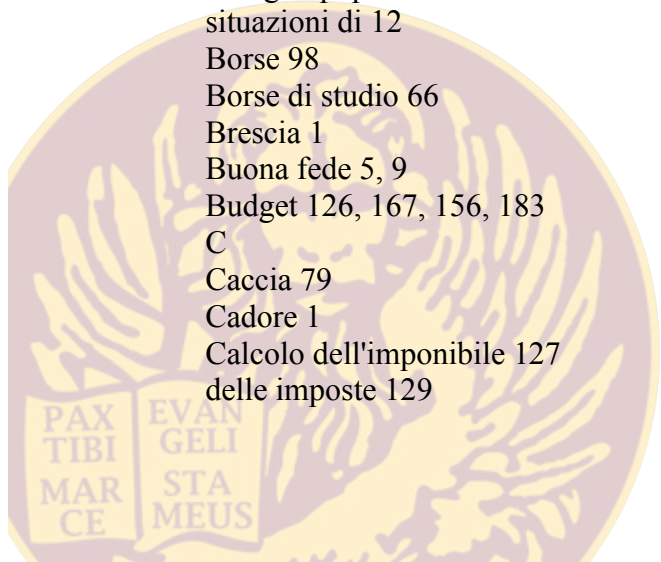 situazioni di 12
Borse 98
Borse di studio 66
Brescia 1
Buona fede 5, 9
Budget 126, 167, 156, 183
C
Caccia 79
Cadore 1
Calcolo dell'imponibile 127
delle imposte 129
PAX EVAN
TIBI GELI
MAR STA
CE MEUS